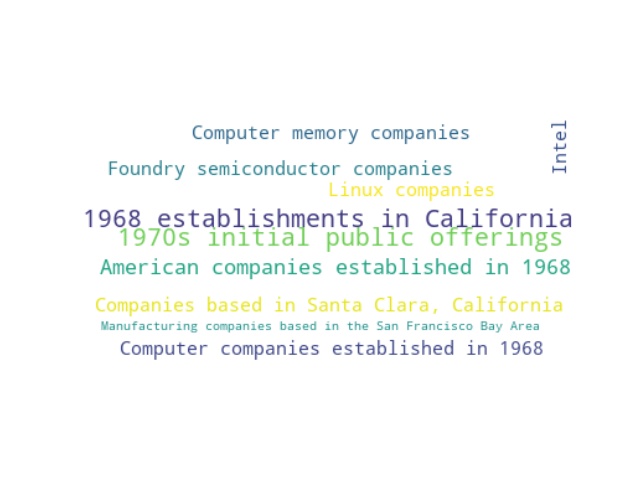 Computer memory companies
Intel
Foundry semiconductor companies
Linux companies
1968 establishments in California
1970s initial public offerings
American companies established in 1968
Companies based in Santa Clara, California
Manufacturing companies based in the San Francisco Bay Area
Computer companies established in 1968